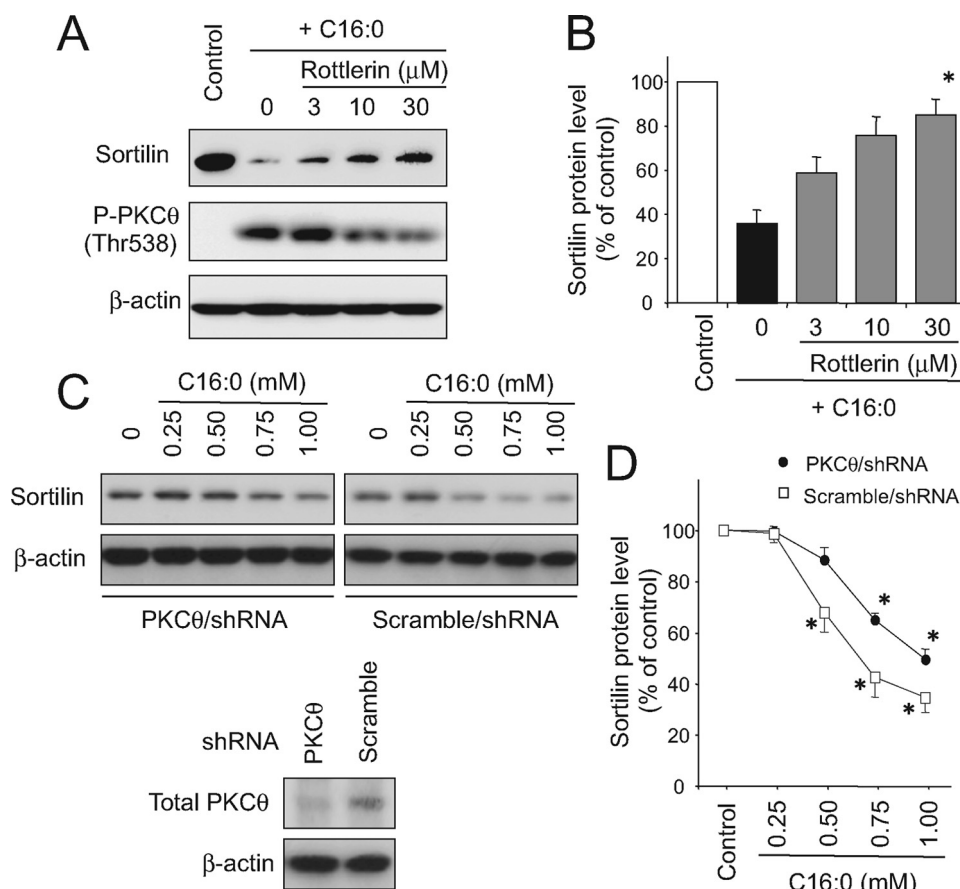 A
Control
+ C16:0
Rottlerin (μM)
0 3 10 30
Sortilin
P-PKCθ
(Thr538)
β-actin
B
Sortilin protein level
(% of control)
100
80
60
40
20
0
*
Control
0 3 10 30
Rottlerin (μM)
+ C16:0
C
C16:0 (mM) C16:0 (mM)
0 0.25 0.50 0.75 1.00 0 0.25 0.50 0.75 1.00
Sortilin
β-actin
PKCθ/shRNA Scramble/shRNA
shRNA PKCθ Scramble
Total PKCθ
β-actin
D
PKCθ/shRNA
Scramble/shRNA
Sortilin protein level
(% of control)
100
80
60
40
20
0
* *
* * *
Control 0.25 0.50 0.75 1.00
C16:0 (mM)